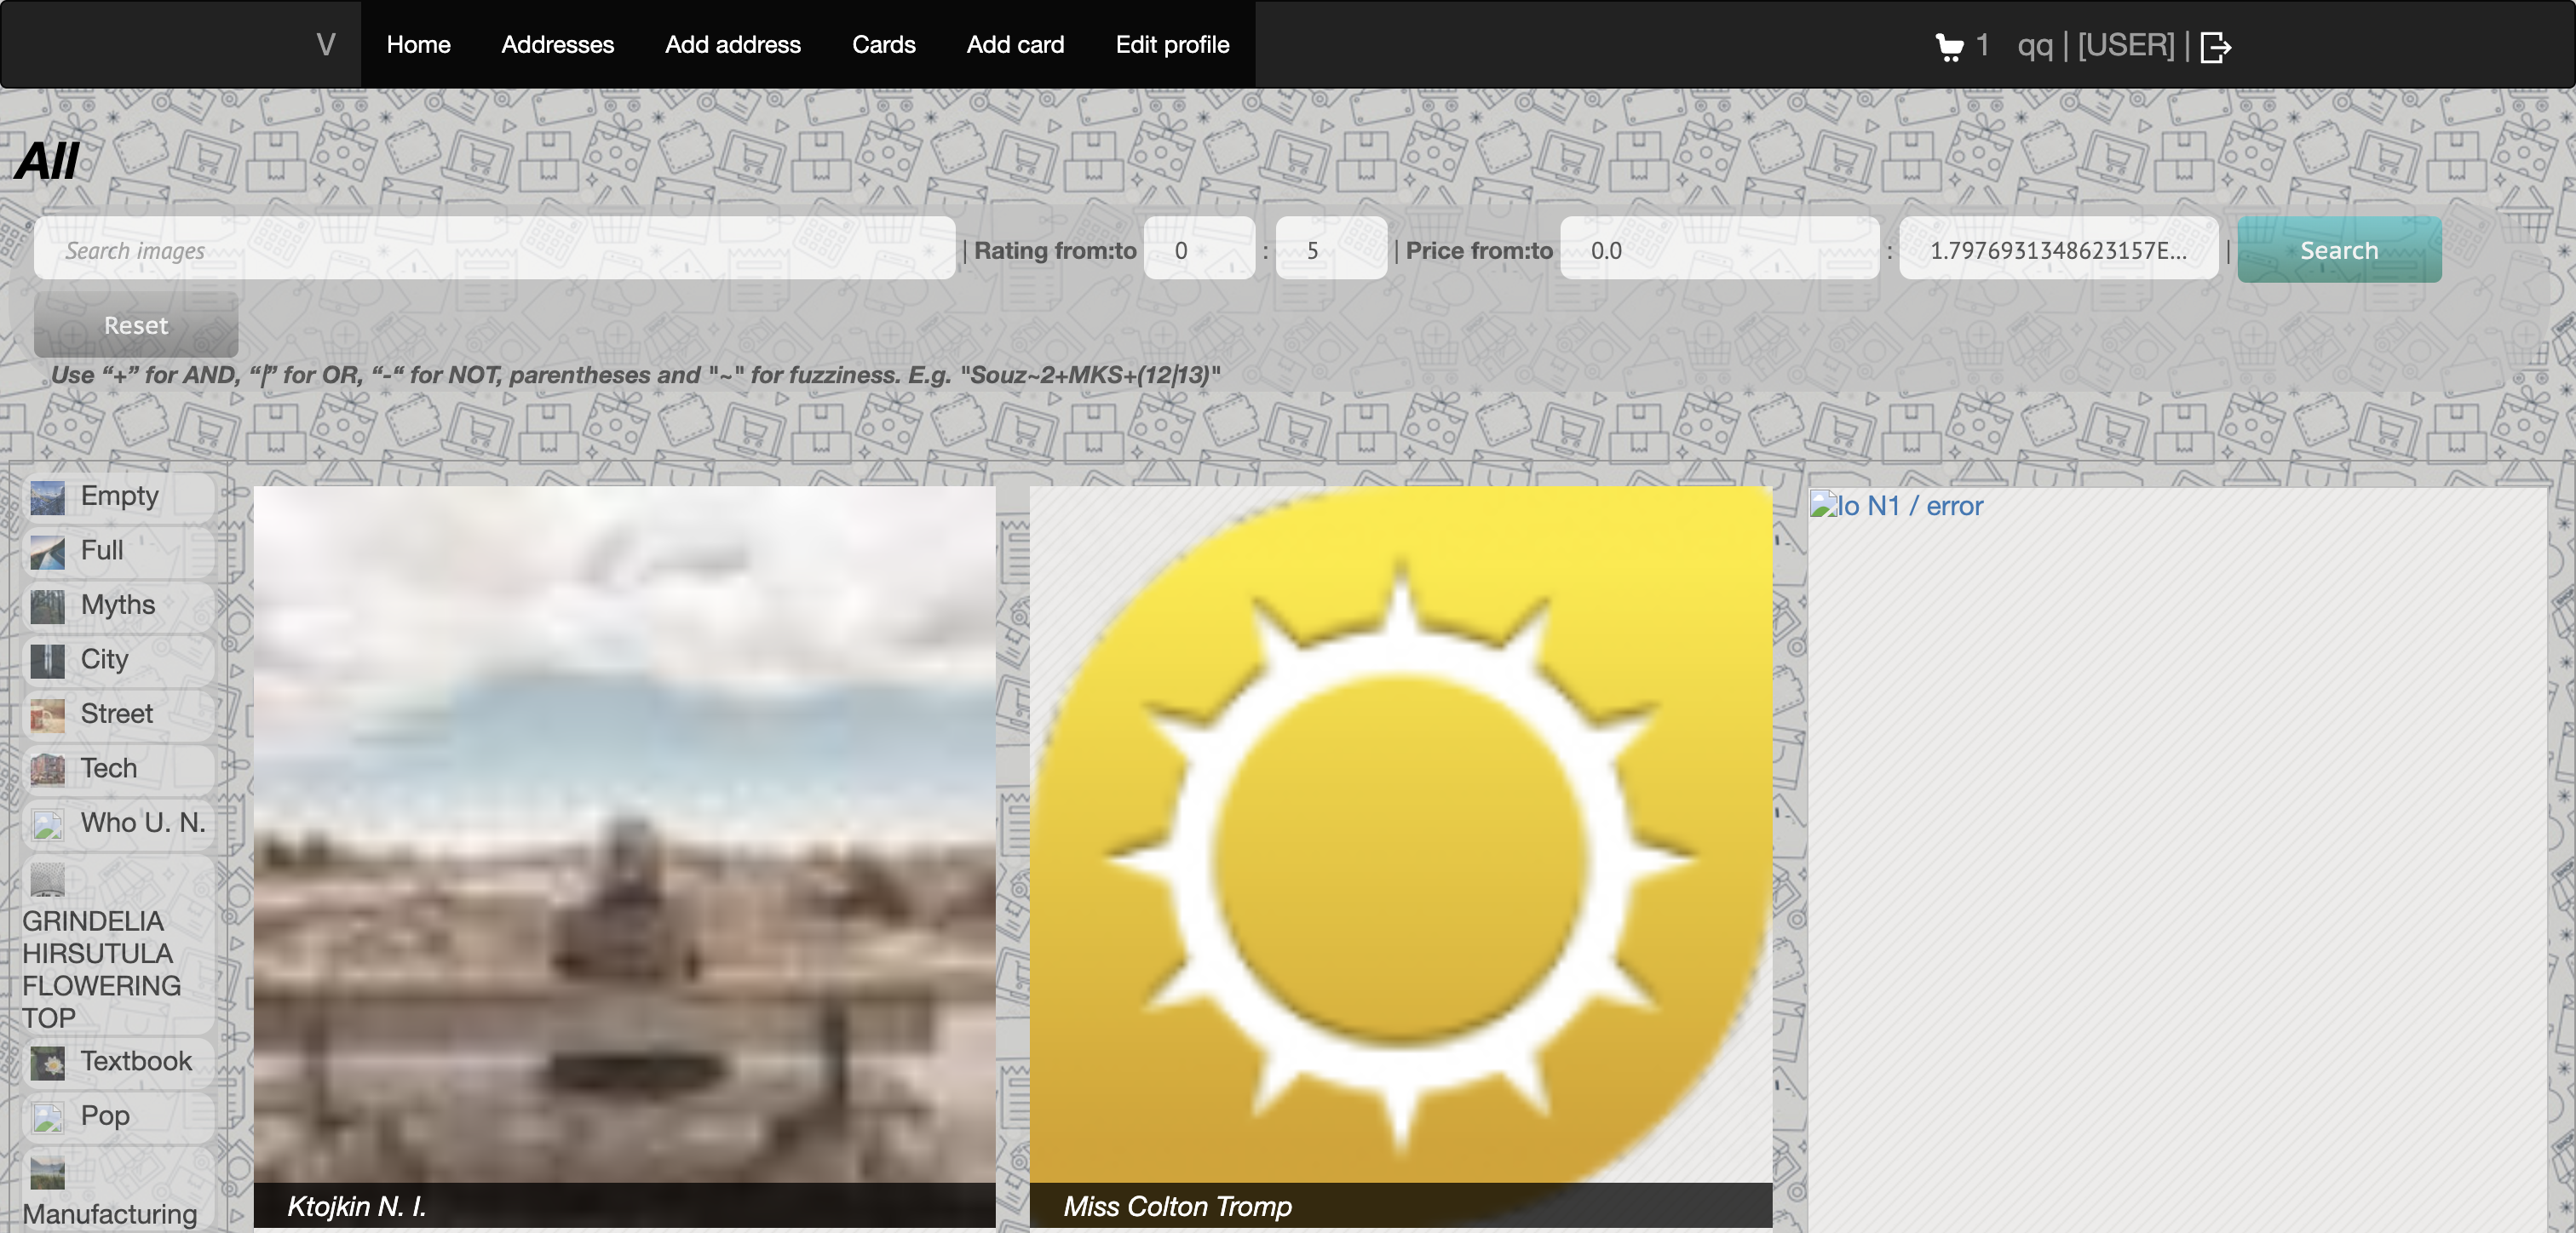 V Home Addresses Add address Cards Add card Edit profile 1 qq | [USER] |
All
Search images | Rating from:to 0 : 5 | Price from:to 0.0 : 1.7976931348623157E... | Search
Reset
Use “+” for AND, “|” for OR, “-“ for NOT, parentheses and "~" for fuzziness. E.g. "Souz~2+MKS+(12|13)"
Empty
Full
Myths
City
Street
Tech
Who U. N.
GRINDELIA
HIRSUTULA
FLOWERING
TOP
Textbook
Pop
Manufacturing
Ktojkin N. I.
Miss Colton Tromp
lo N1 / error